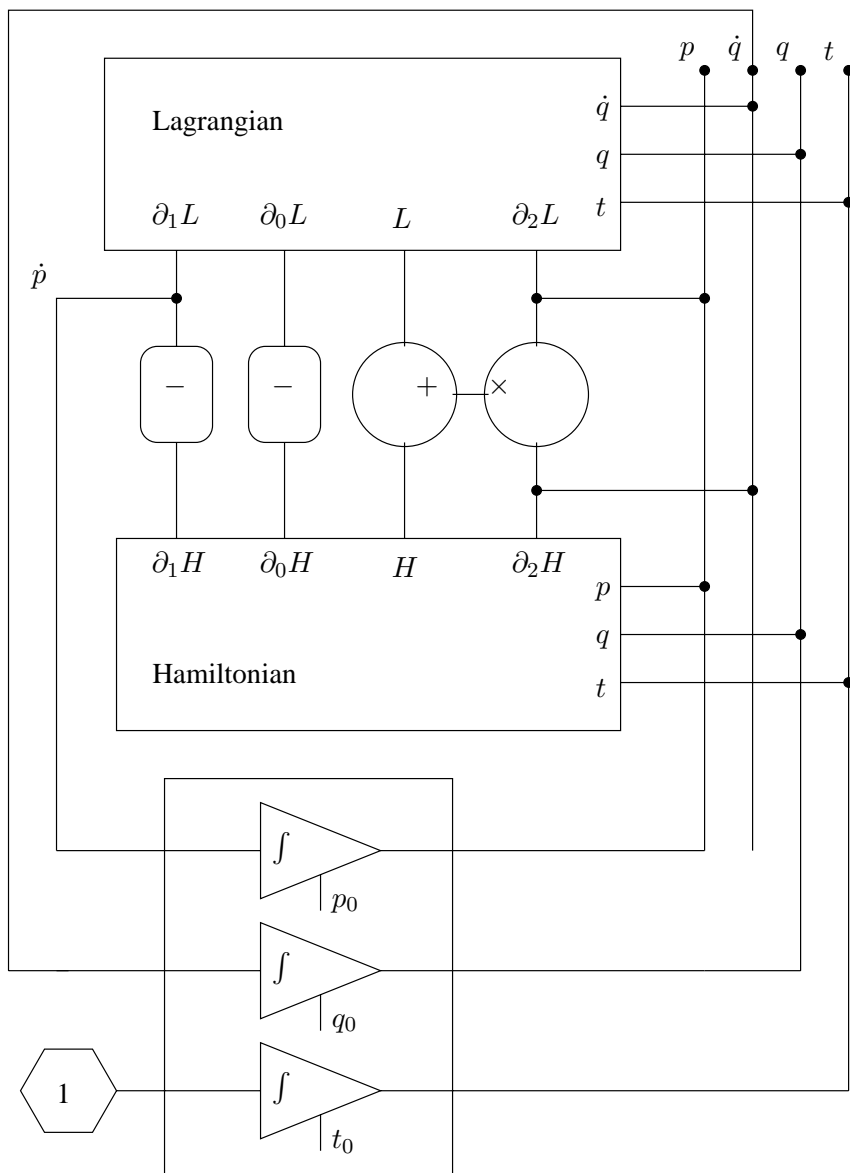 p q̇ q t
Lagrangian
q̇
q
t
∂₁L ∂₀L L ∂₂L
ṗ
− − + ×
∂₁H ∂₀H H ∂₂H
p
q
t
Hamiltonian
∫
p₀
∫
q₀
1 ∫
t₀